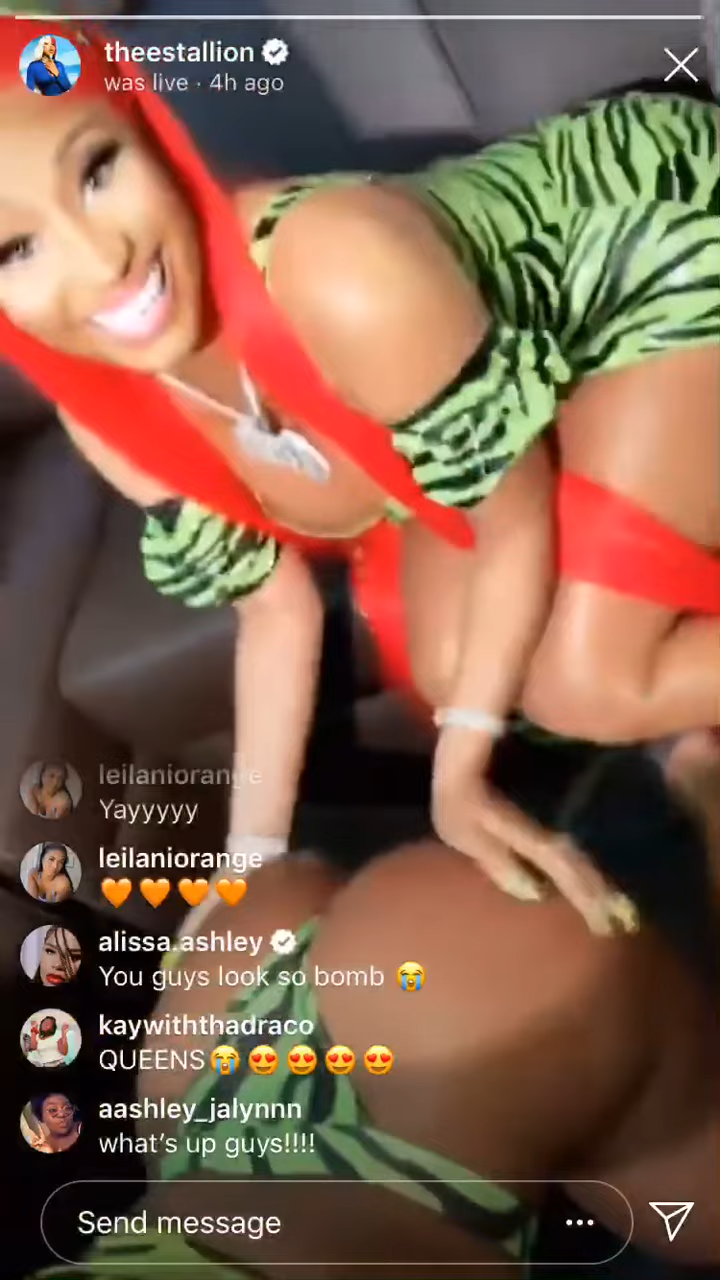 theestallion
was live · 4h ago
leilaniorange
Yayyyyy
leilaniorange
🧡 🧡 🧡 🧡
alissa.ashley
You guys look so bomb 😭
kaywiththadraco
QUEENS😭😍😍😍😍
aashley_jalynnn
what's up guys!!!!
Send message